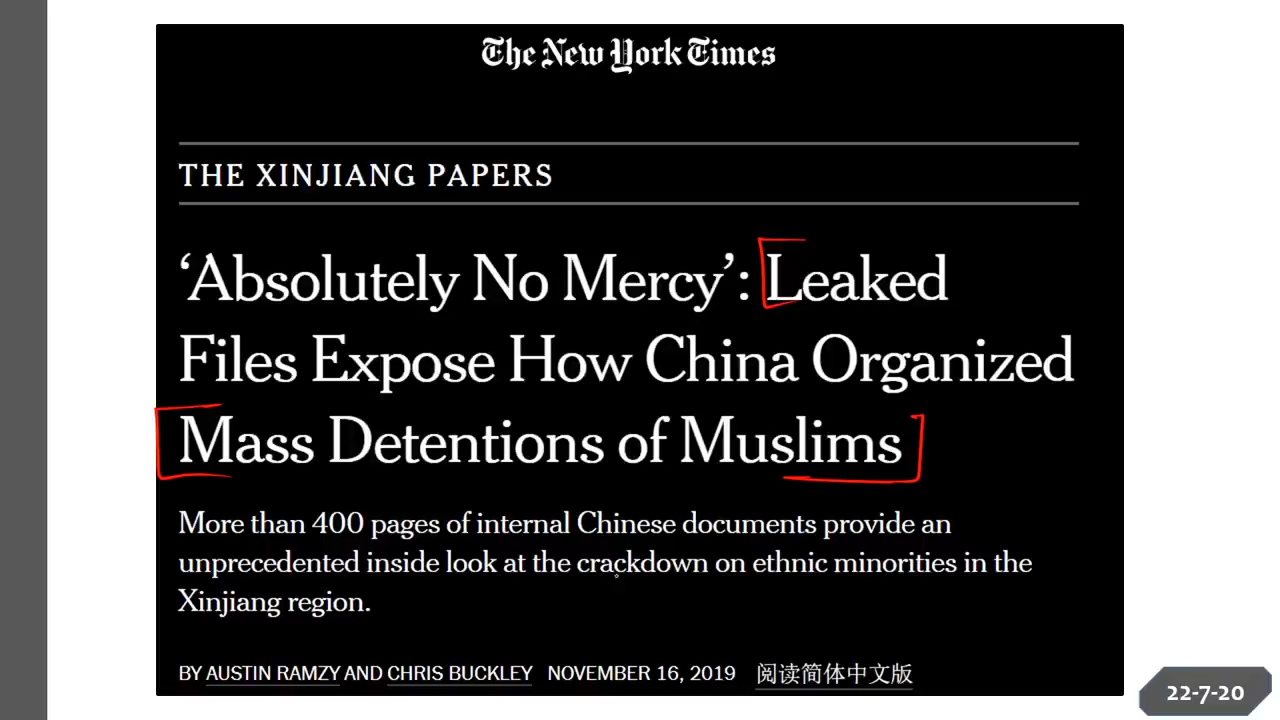 The New York Times
THE XINJIANG PAPERS
‘Absolutely No Mercy’: Leaked
Files Expose How China Organized
Mass Detentions of Muslims
More than 400 pages of internal Chinese documents provide an
unprecedented inside look at the crackdown on ethnic minorities in the
Xinjiang region.
BY AUSTIN RAMZY AND CHRIS BUCKLEY NOVEMBER 16, 2019 阅读简体中文版
22-7-20